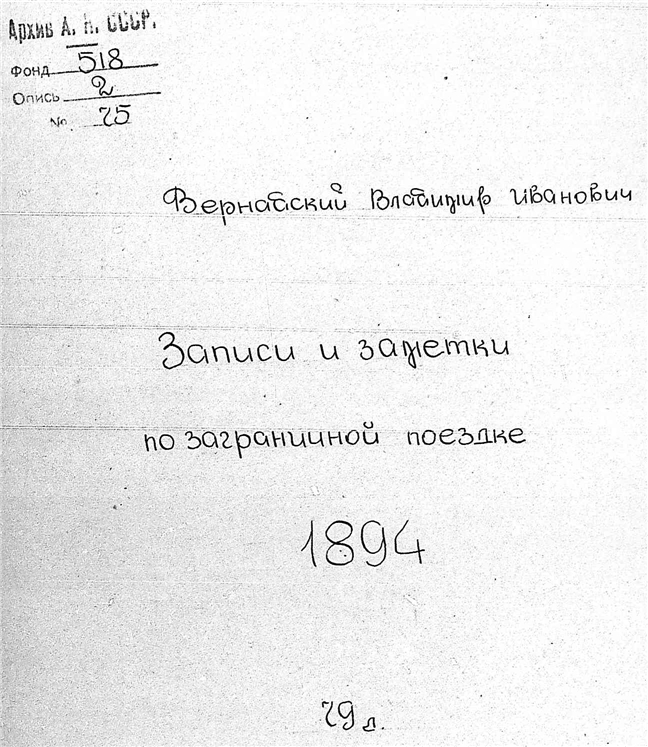 Архив А. Н. СССР.
Фонд 518
Опись 2
№ 75
Вернадский Владимир Иванович
Записи и заметки
по заграничной поездке
1894
79 л.